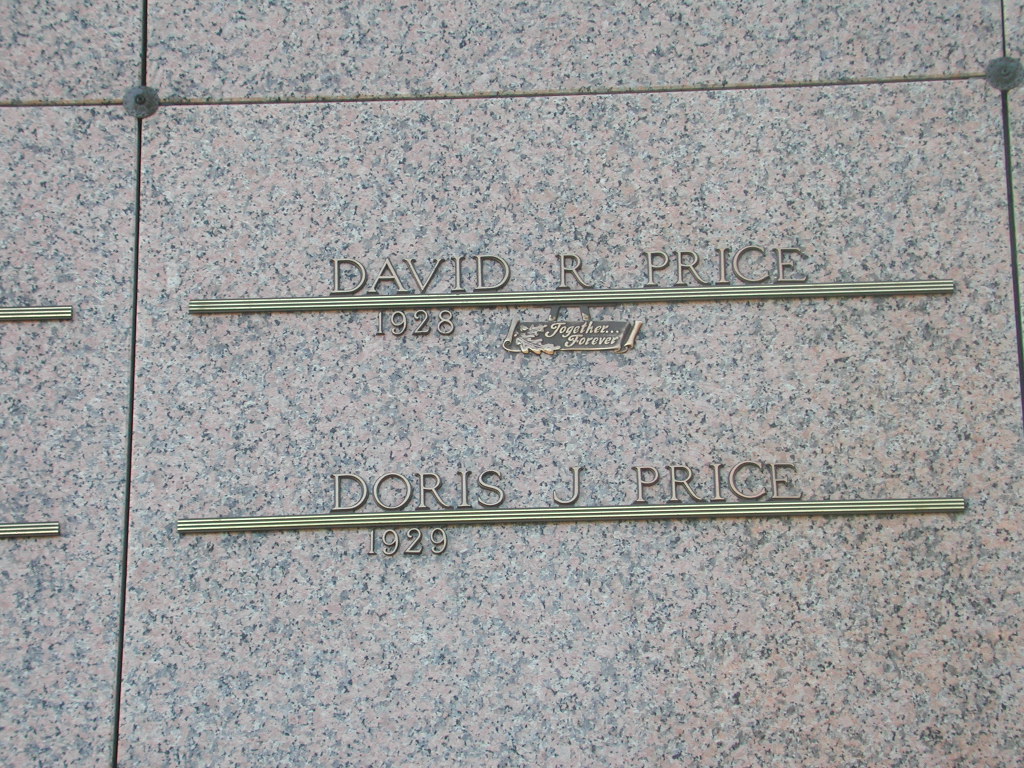 DAVID R PRICE
1928
Together...
Forever
DORIS J PRICE
1929